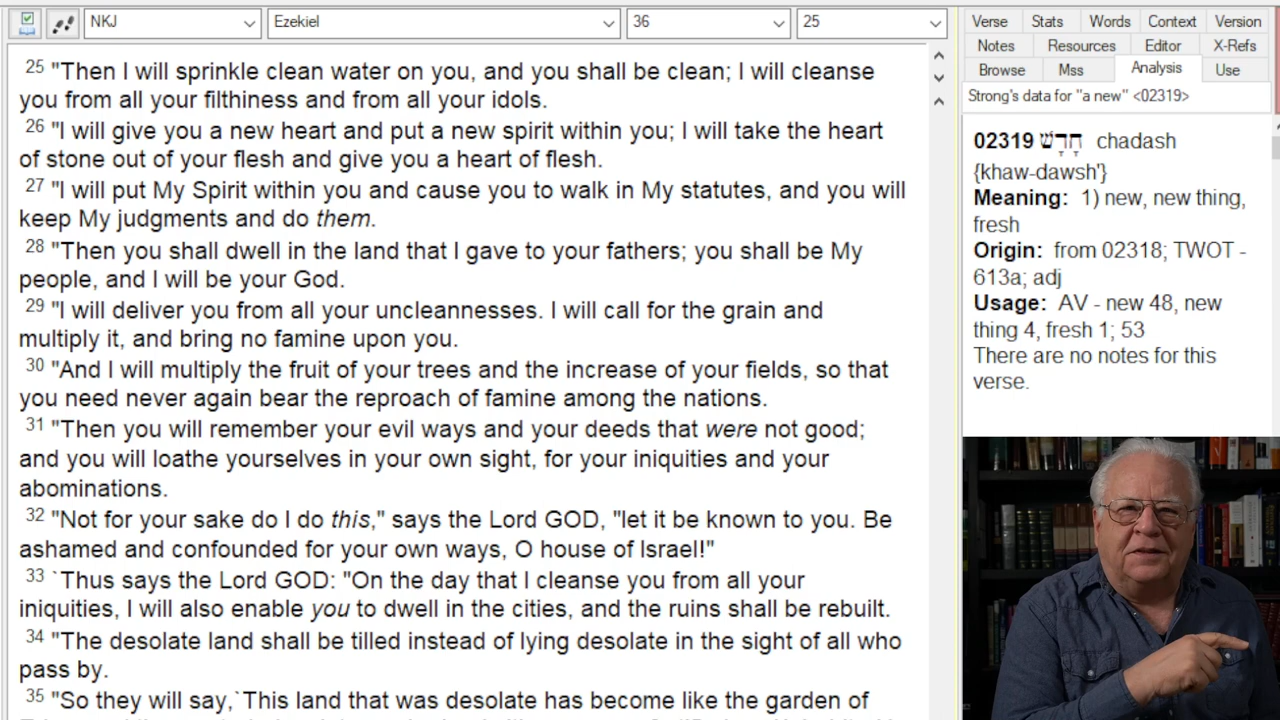 NKJ Ezekiel 36 25
25 "Then I will sprinkle clean water on you, and you shall be clean; I will cleanse
you from all your filthiness and from all your idols.
26 "I will give you a new heart and put a new spirit within you; I will take the heart
of stone out of your flesh and give you a heart of flesh.
27 "I will put My Spirit within you and cause you to walk in My statutes, and you will
keep My judgments and do them.
28 "Then you shall dwell in the land that I gave to your fathers; you shall be My
people, and I will be your God.
29 "I will deliver you from all your uncleannesses. I will call for the grain and
multiply it, and bring no famine upon you.
30 "And I will multiply the fruit of your trees and the increase of your fields, so that
you need never again bear the reproach of famine among the nations.
31 "Then you will remember your evil ways and your deeds that were not good;
and you will loathe yourselves in your own sight, for your iniquities and your
abominations.
32 "Not for your sake do I do this," says the Lord GOD, "let it be known to you. Be
ashamed and confounded for your own ways, O house of Israel!"
33 `Thus says the Lord GOD: "On the day that I cleanse you from all your
iniquities, I will also enable you to dwell in the cities, and the ruins shall be rebuilt.
34 "The desolate land shall be tilled instead of lying desolate in the sight of all who
pass by.
35 "So they will say,`This land that was desolate has become like the garden of
Verse Stats Words Context Version
Notes Resources Editor X-Refs
Browse Mss Analysis Use
Strong's data for "a new" <02319>
02319 חָדָשׁ chadash
{khaw-dawsh'}
Meaning: 1) new, new thing,
fresh
Origin: from 02318; TWOT -
613a; adj
Usage: AV - new 48, new
thing 4, fresh 1; 53
There are no notes for this
verse.